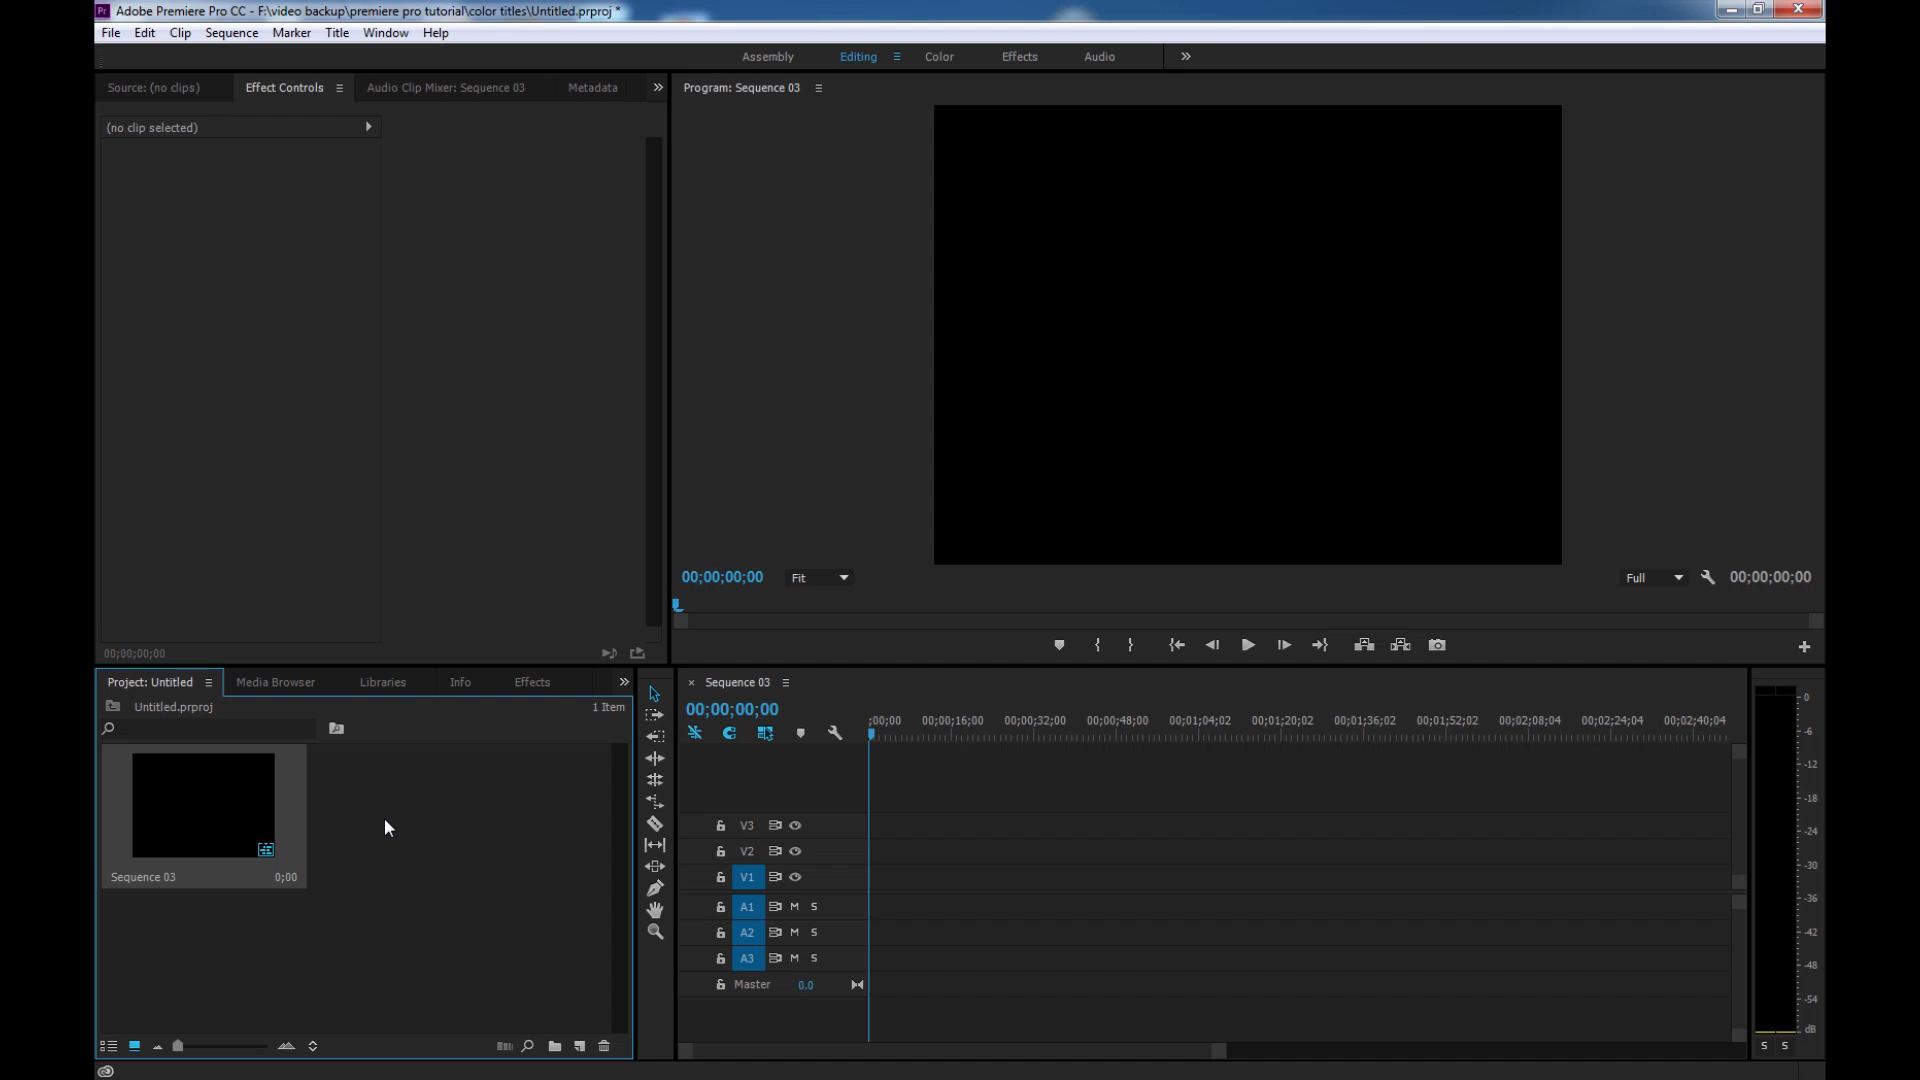 Pr Adobe Premiere Pro CC - F:\video backup\premiere pro tutorial\color titles\Untitled.prproj *
File Edit Clip Sequence Marker Title Window Help
Assembly Editing Color Effects Audio
Source: (no clips) Effect Controls Audio Clip Mixer: Sequence 03 Metadata
Program: Sequence 03
(no clip selected)
00;00;00;00 Fit Full 00;00;00;00
00;00;00;00
Project: Untitled Media Browser Libraries Info Effects
Sequence 03
Untitled.prproj 1 Item
00;00;00;00
;00;00 00;00;16;00 00;00;32;00 00;00;48;00 00;01;04;02 00;01;20;02 00;01;36;02 00;01;52;02 00;02;08;04 00;02;24;04 00;02;40;04
V3
V2
Sequence 03 0;00
V1
A1 M S
A2 M S
A3 M S
Master 0.0
0
-6
-12
-18
-24
-30
-36
-42
-48
-54
dB
S S